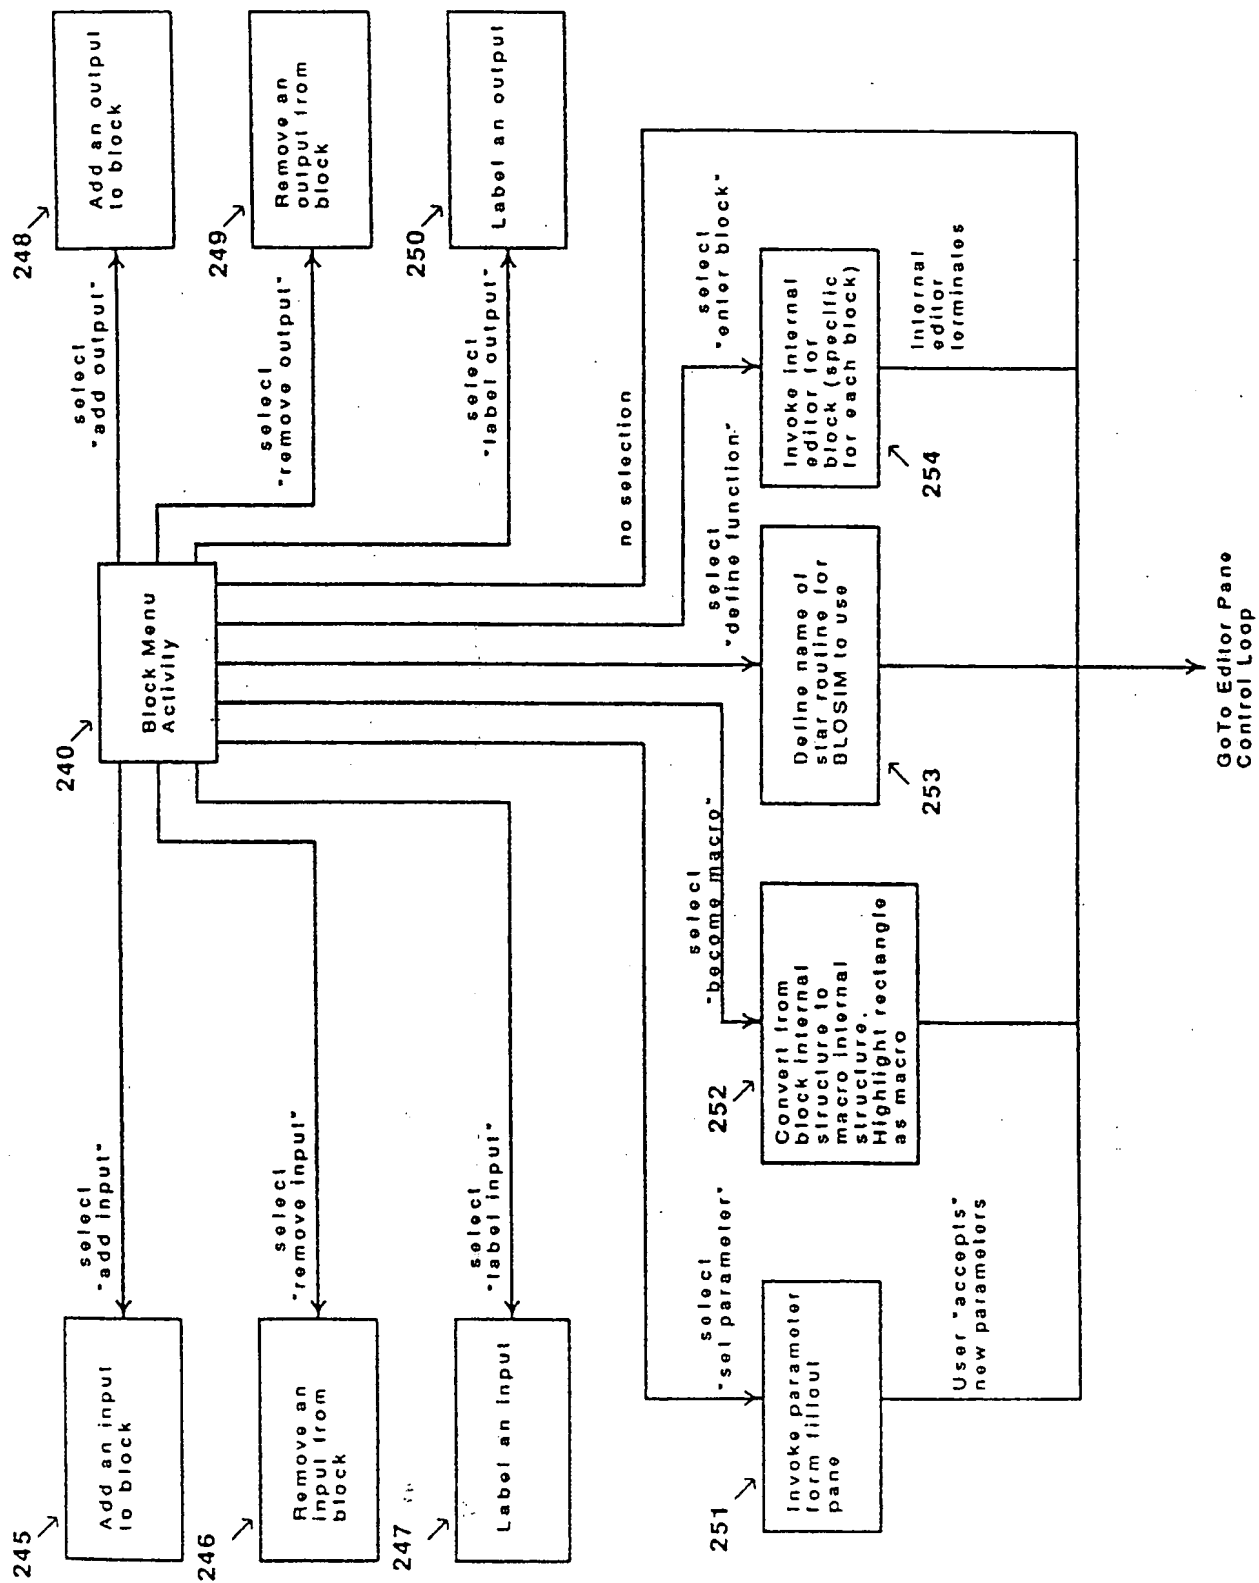 240
Block Menu
Activity
select
"add input"
245
Add an input
to block
select
"remove input"
246
Remove an
input from
block
select
"label input"
247
Label an input
select
"add output"
248
Add an output
to block
select
"remove output"
249
Remove an
output from
block
select
"label output"
250
Label an output
select
"set parameter"
251
Invoke parameter
form fillout
pane
User "accepts"
new parameters
select
"become macro"
252
Convert from
block internal
structure to
macro internal
structure.
Highlight rectangle
as macro
select
"define function"
253
Define name of
star routine for
BLOSIM to use
select
"enter block"
254
Invoke internal
editor for
block (specific
for each block)
Internal
editor
terminates
no selection
GoTo Editor Pane
Control Loop